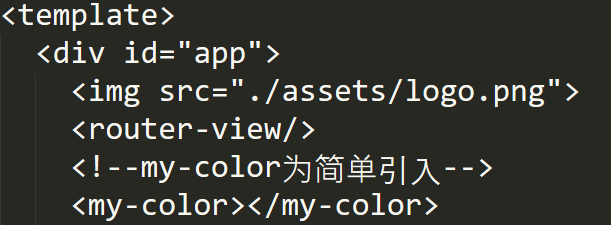 <template>
<div id="app">
<img src="./assets/logo.png">
<router-view/>
<!--my-color为简单引入-->
<my-color></my-color>